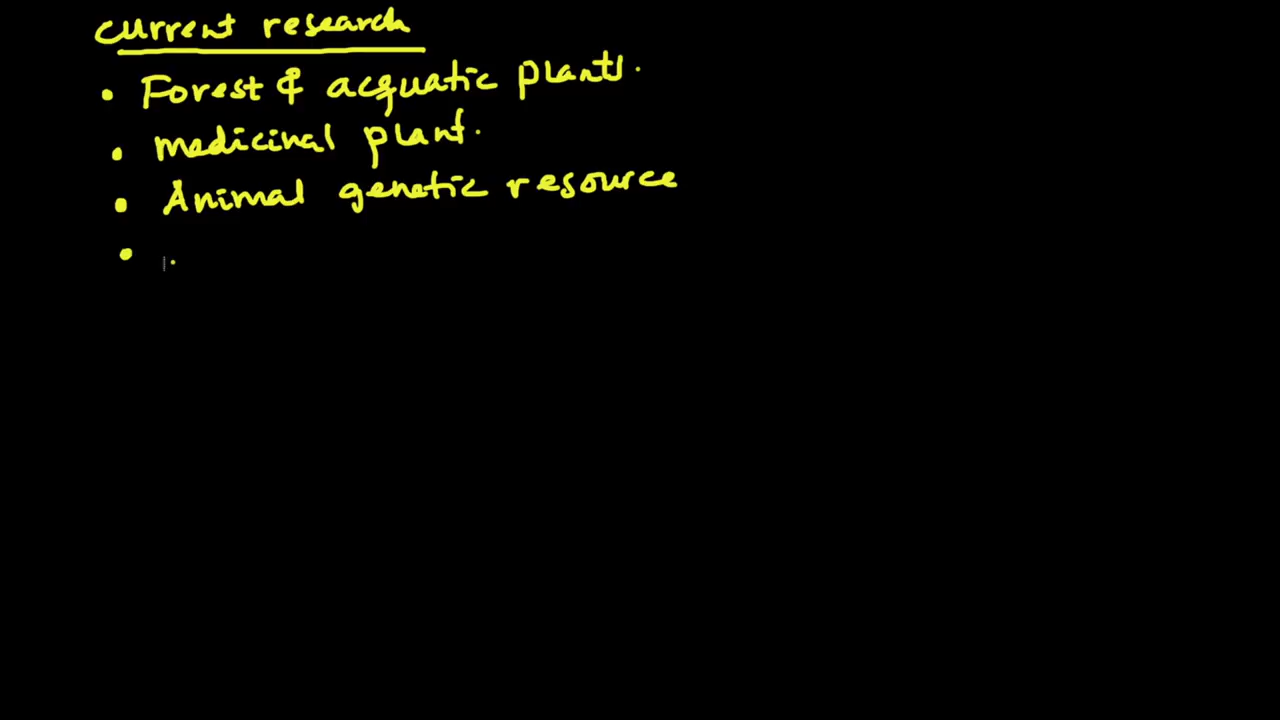 current research
• Forest & acquatic plants.
• medicinal plant.
• Animal genetic resource
•